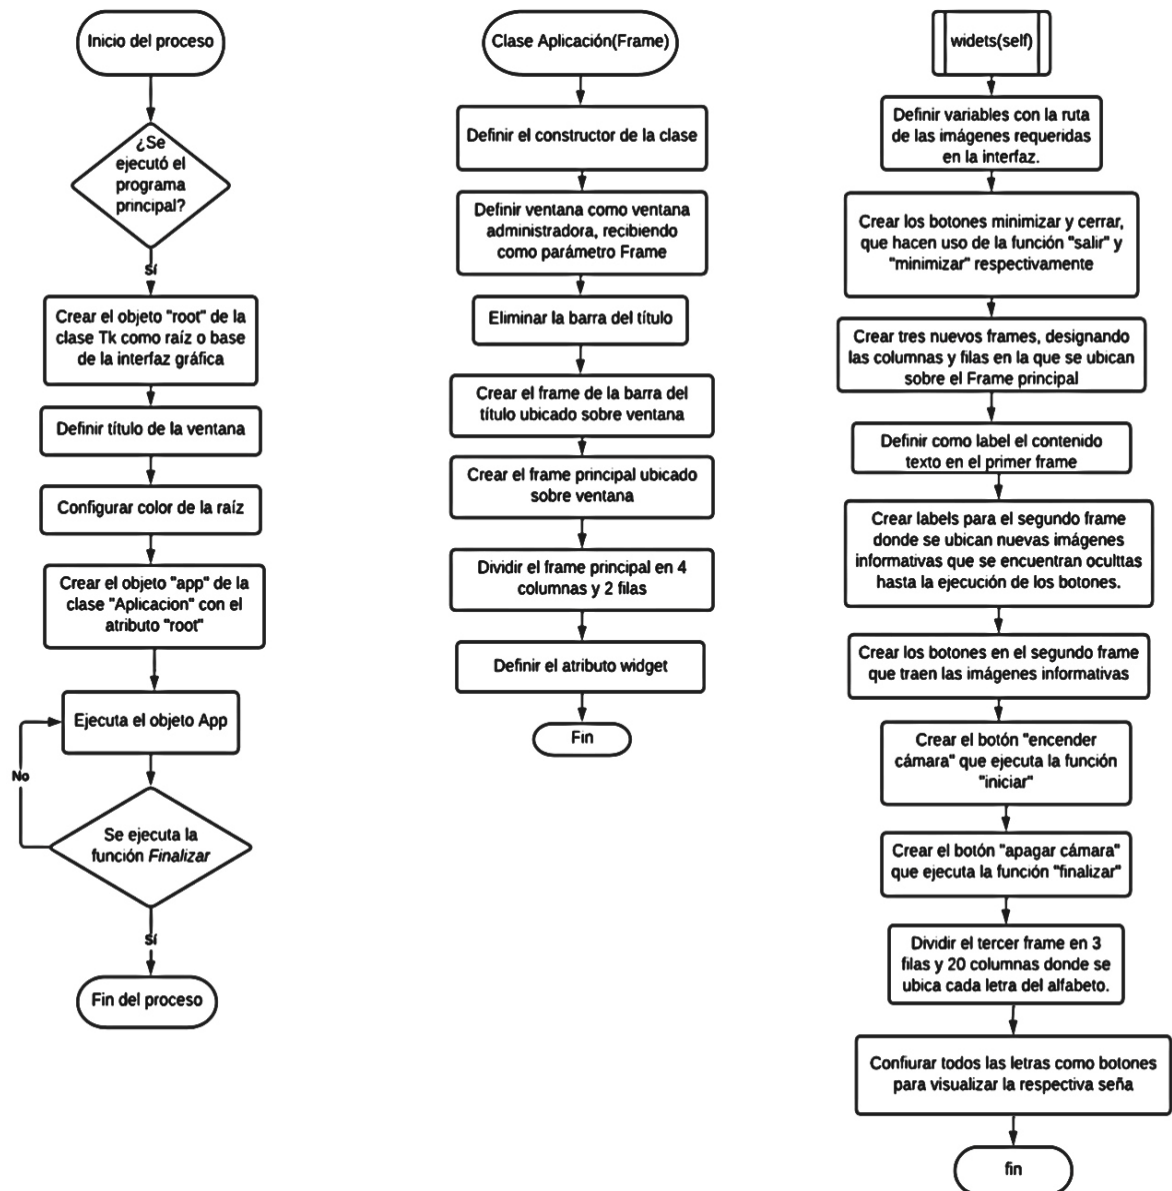 Inicio del proceso
¿Se
ejecutó el
programa
principal?
Sí
Crear el objeto "root" de la
clase Tk como raíz o base
de la interfaz gráfica
Definir título de la ventana
Configurar color de la raíz
Crear el objeto "app" de la
clase "Aplicacion" con el
atributo "root"
Ejecuta el objeto App
No
Se ejecuta la
función Finalizar
Sí
Fin del proceso
Clase Aplicación(Frame)
Definir el constructor de la clase
Definir ventana como ventana
administradora, recibiendo
como parámetro Frame
Eliminar la barra del título
Crear el frame de la barra del
título ubicado sobre ventana
Crear el frame principal ubicado
sobre ventana
Dividir el frame principal en 4
columnas y 2 filas
Definir el atributo widget
Fin
widets(self)
Definir variables con la ruta
de las imágenes requeridas
en la interfaz.
Crear los botones minimizar y cerrar,
que hacen uso de la función "salir" y
"minimizar" respectivamente
Crear tres nuevos frames, designando
las columnas y filas en la que se ubican
sobre el Frame principal
Definir como label el contenido
texto en el primer frame
Crear labels para el segundo frame
donde se ubican nuevas imágenes
informativas que se encuentran oculttas
hasta la ejecución de los botones.
Crear los botones en el segundo frame
que traen las imágenes informativas
Crear el botón "encender
cámara" que ejecuta la función
"iniciar"
Crear el botón "apagar cámara"
que ejecuta la función "finalizar"
Dividir el tercer frame en 3
filas y 20 columnas donde se
ubica cada letra del alfabeto.
Confiurar todos las letras como botones
para visualizar la respectiva seña
fin